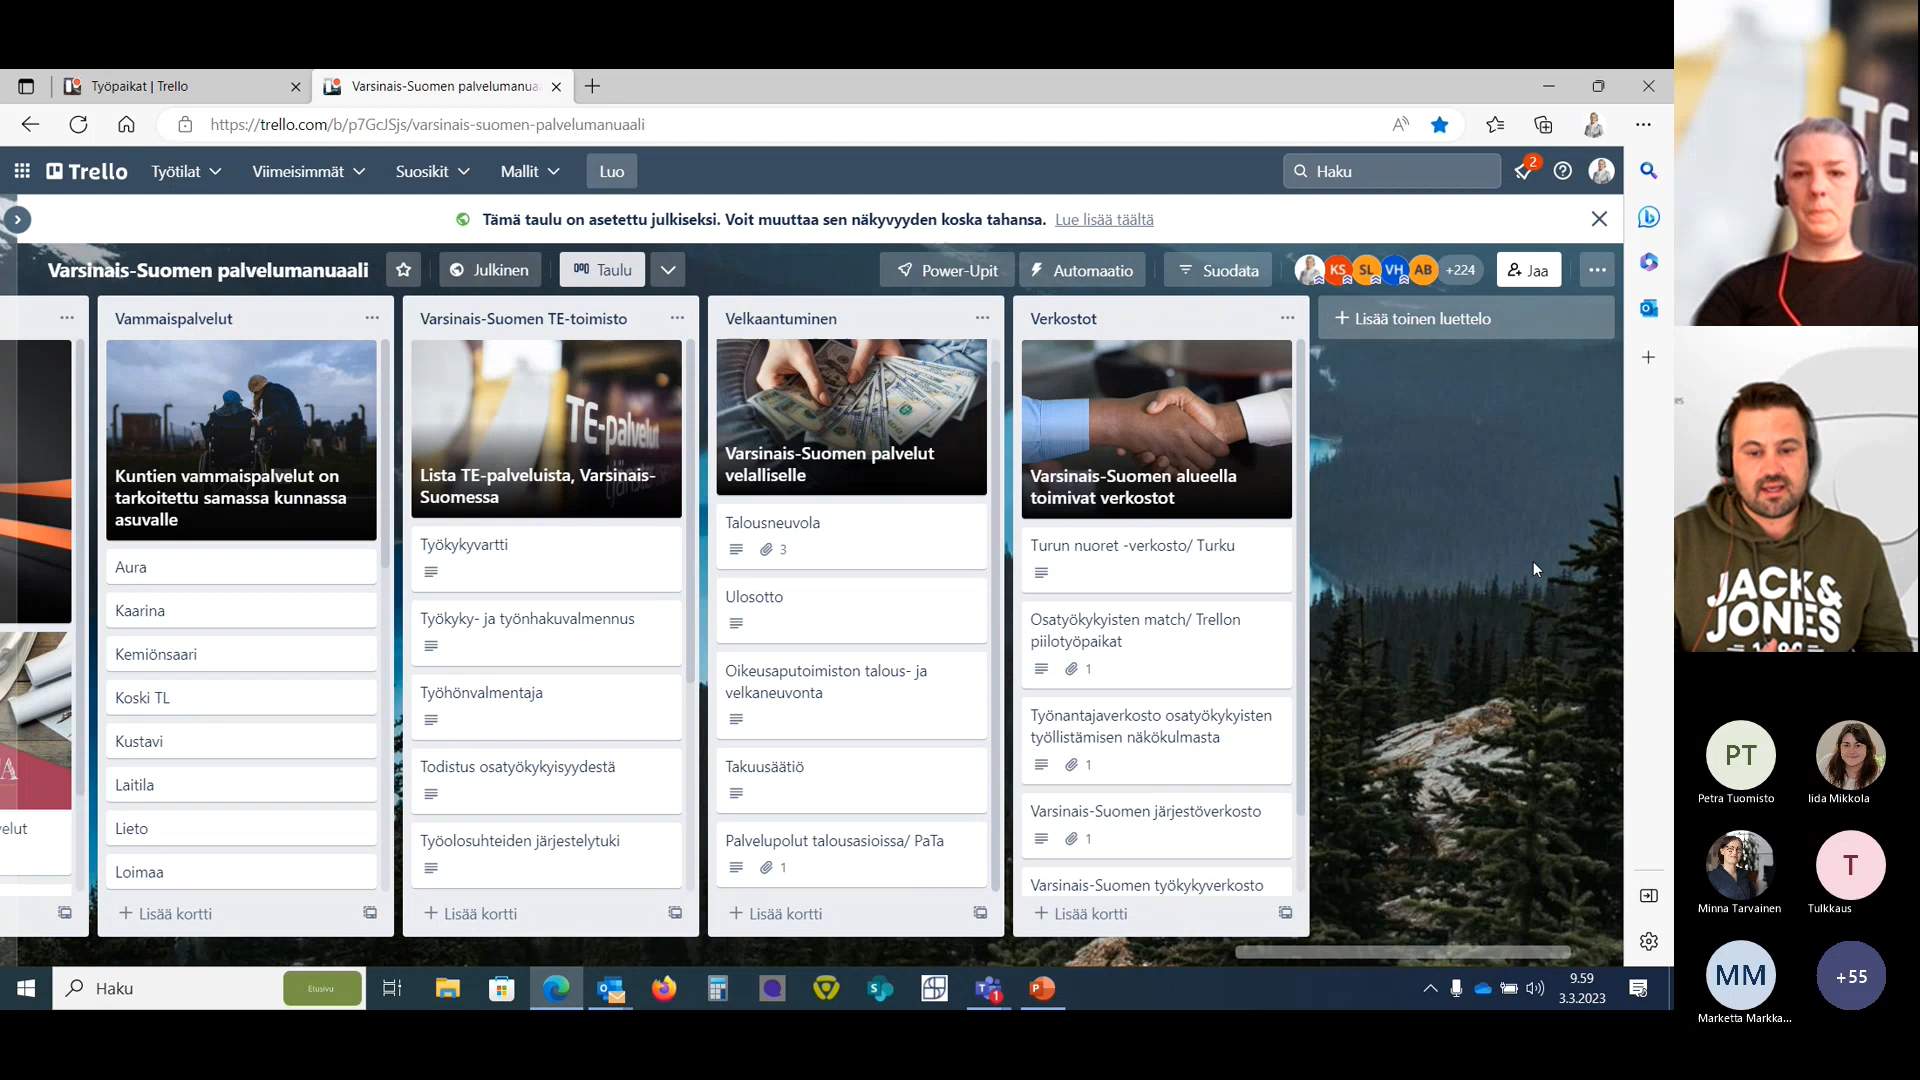 Työpaikat | Trello
Varsinais-Suomen palvelumanua
https://trello.com/b/p7GcJSjs/varsinais-suomen-palvelumanuaali
Trello
Työtilat
Viimeisimmät
Suosikit
Mallit
Luo
Haku
2
Tämä taulu on asetettu julkiseksi. Voit muuttaa sen näkyvyyden koska tahansa. Lue lisää täältä
Varsinais-Suomen palvelumanuaali
Julkinen
Taulu
Power-Upit
Automaatio
Suodata
KS
SL
VH
AB
+224
Jaa
velut
Vammaispalvelut
Kuntien vammaispalvelut on
tarkoitettu samassa kunnassa
asuvalle
Aura
Kaarina
Kemiönsaari
Koski TL
Kustavi
Laitila
Lieto
Loimaa
+ Lisää kortti
Varsinais-Suomen TE-toimisto
TE-palvelut
Lista TE-palveluista, Varsinais-
Suomessa
Työkykyvartti
Työkyky- ja työnhakuvalmennus
Työhönvalmentaja
Todistus osatyökykyisyydestä
Työolosuhteiden järjestelytuki
+ Lisää kortti
Velkaantuminen
Varsinais-Suomen palvelut
velalliselle
Talousneuvola
3
Ulosotto
Oikeusaputoimiston talous- ja
velkaneuvonta
Takuusäätiö
Palvelupolut talousasioissa/ PaTa
1
+ Lisää kortti
Verkostot
Varsinais-Suomen alueella
toimivat verkostot
Turun nuoret -verkosto/ Turku
Osatyökykyisten match/ Trellon
piilotyöpaikat
1
Työnantajaverkosto osatyökykyisten
työllistämisen näkökulmasta
1
Varsinais-Suomen järjestöverkosto
1
Varsinais-Suomen työkykyverkosto
+ Lisää kortti
+ Lisää toinen luettelo
Haku
Etusivu
1
9.59
3.3.2023
TE-
JACK&
JONES
PT
Petra Tuomisto
Iida Mikkola
Minna Tarvainen
T
Tulkkaus
MM
Marketta Markka...
+55